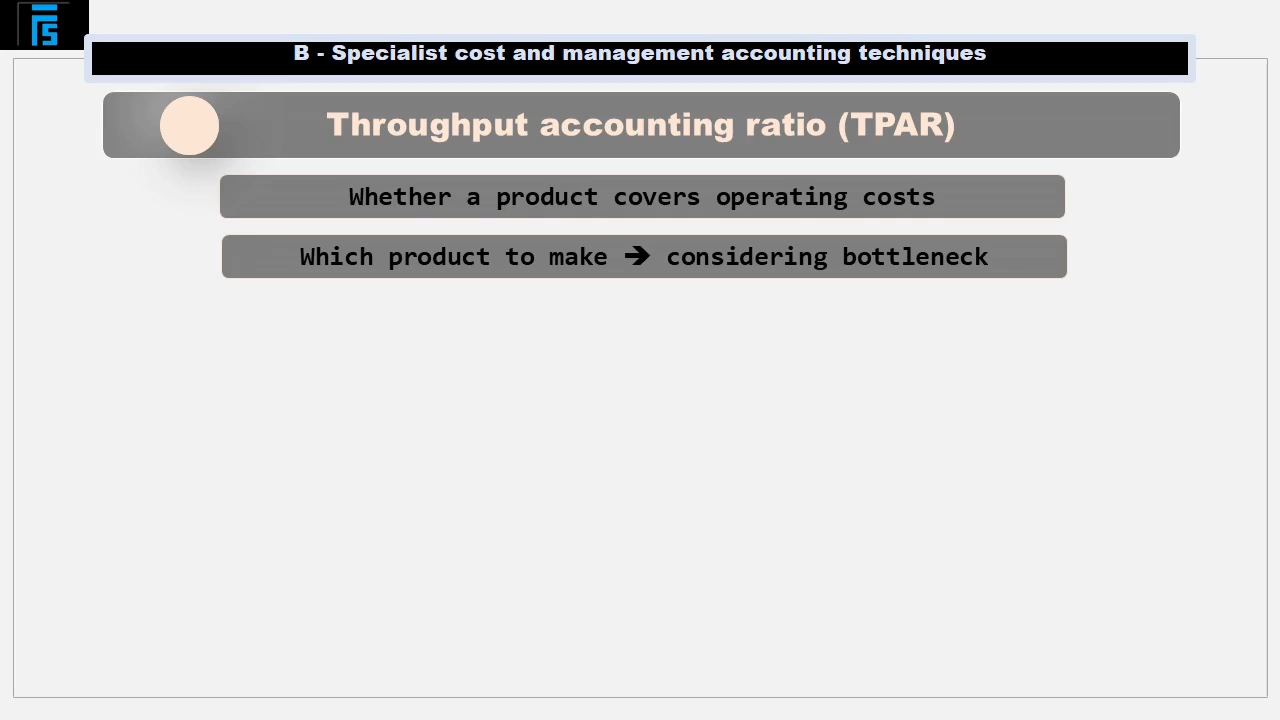 B - Specialist cost and management accounting techniques
Throughput accounting ratio (TPAR)
Whether a product covers operating costs
Which product to make ➔ considering bottleneck